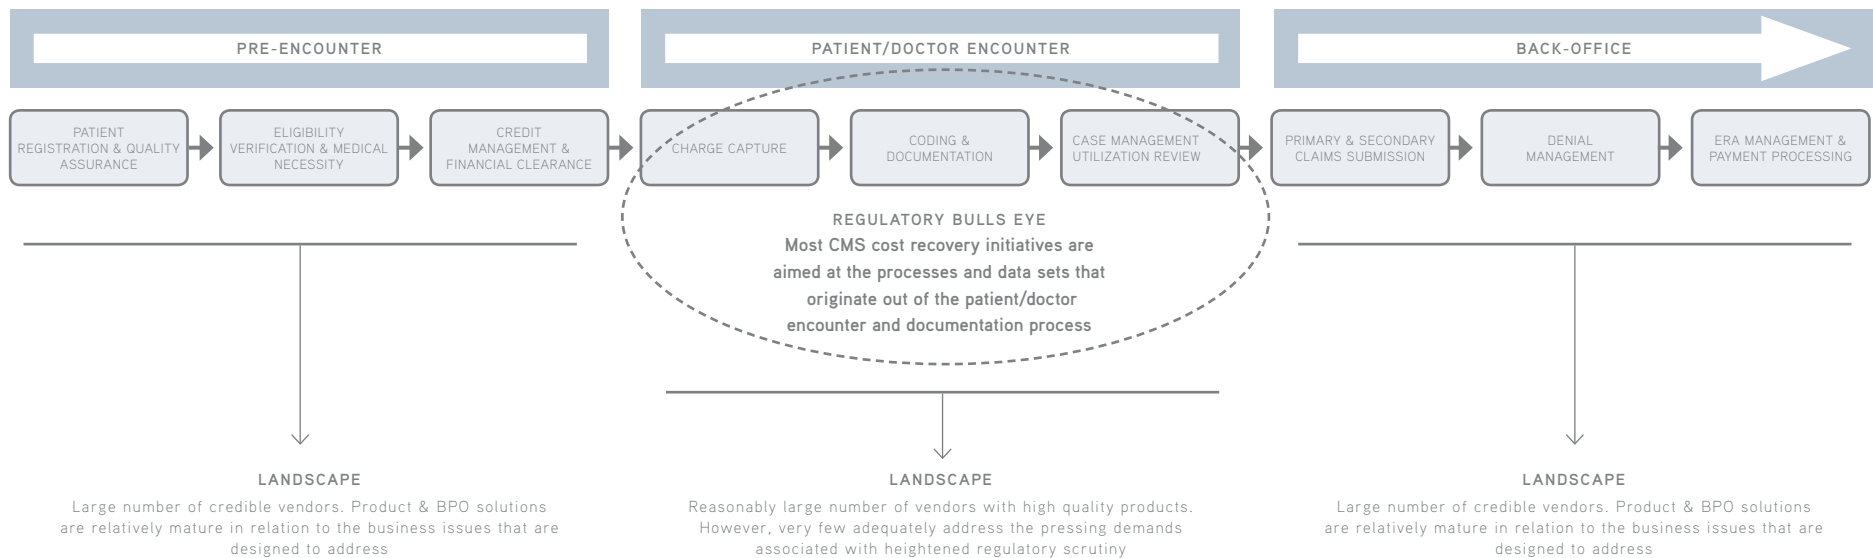 PRE-ENCOUNTER
PATIENT/DOCTOR ENCOUNTER
BACK-OFFICE
PATIENT
REGISTRATION & QUALITY
ASSURANCE
ELIGIBILITY
VERIFICATION & MEDICAL
NECESSITY
CREDIT
MANAGEMENT &
FINANCIAL CLEARANCE
CHARGE CAPTURE
CODING &
DOCUMENTATION
CASE MANAGEMENT
UTILIZATION REVIEW
PRIMARY & SECONDARY
CLAIMS SUBMISSION
DENIAL
MANAGEMENT
ERA MANAGEMENT &
PAYMENT PROCESSING
REGULATORY BULLS EYE
Most CMS cost recovery initiatives are
aimed at the processes and data sets that
originate out of the patient/doctor
encounter and documentation process
LANDSCAPE
Large number of credible vendors. Product & BPO solutions
are relatively mature in relation to the business issues that are
designed to address
LANDSCAPE
Reasonably large number of vendors with high quality products.
However, very few adequately address the pressing demands
associated with heightened regulatory scrutiny
LANDSCAPE
Large number of credible vendors. Product & BPO solutions
are relatively mature in relation to the business issues that are
designed to address